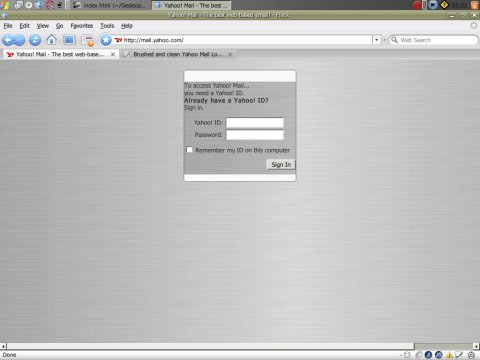 index.html (~/Desktop...
Yahoo! Mail - The best ...
Yahoo! Mail - The best web-based email! - Flock
File Edit View Go Favorites Tools Help
http://mail.yahoo.com/
Web Search
Yahoo! Mail - The best web-base...
Brushed and clean Yahoo Mail Lo...
To access Yahoo! Mail...
you need a Yahoo! ID.
Already have a Yahoo! ID?
Sign in.
Yahoo! ID:
Password:
Remember my ID on this computer
Sign In
Done